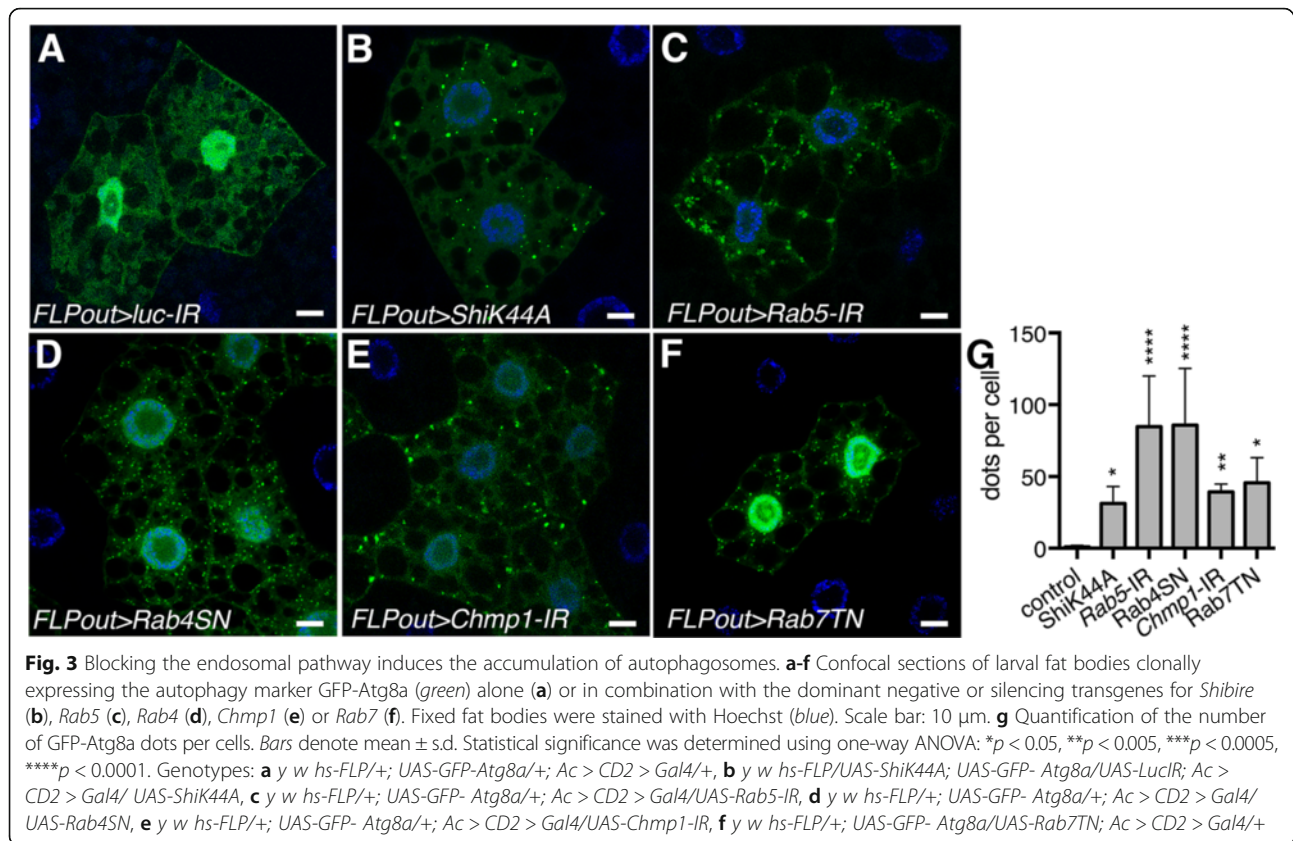 A
B
C
FLPout>luc-IR
FLPout>ShiK44A
FLPout>Rab5-IR
D
E
F
FLPout>Rab4SN
FLPout>Chmp1-IR
FLPout>Rab7TN
G
dots per cell
150
100
50
0
*
****
****
**
*
control
ShiK44A
Rab5-IR
Rab4SN
Chmp1-IR
Rab7TN
Fig. 3 Blocking the endosomal pathway induces the accumulation of autophagosomes. a-f Confocal sections of larval fat bodies clonally
expressing the autophagy marker GFP-Atg8a (green) alone (a) or in combination with the dominant negative or silencing transgenes for Shibire
(b), Rab5 (c), Rab4 (d), Chmp1 (e) or Rab7 (f). Fixed fat bodies were stained with Hoechst (blue). Scale bar: 10 μm. g Quantification of the number
of GFP-Atg8a dots per cells. Bars denote mean ± s.d. Statistical significance was determined using one-way ANOVA: *p < 0.05, **p < 0.005, ***p < 0.0005,
****p < 0.0001. Genotypes: a y w hs-FLP/+; UAS-GFP-Atg8a/+; Ac > CD2 > Gal4/+, b y w hs-FLP/UAS-ShiK44A; UAS-GFP- Atg8a/UAS-LucIR; Ac >
CD2 > Gal4/ UAS-ShiK44A, c y w hs-FLP/+; UAS-GFP- Atg8a/+; Ac > CD2 > Gal4/UAS-Rab5-IR, d y w hs-FLP/+; UAS-GFP- Atg8a/+; Ac > CD2 > Gal4/
UAS-Rab4SN, e y w hs-FLP/+; UAS-GFP- Atg8a/+; Ac > CD2 > Gal4/UAS-Chmp1-IR, f y w hs-FLP/+; UAS-GFP- Atg8a/UAS-Rab7TN; Ac > CD2 > Gal4/+